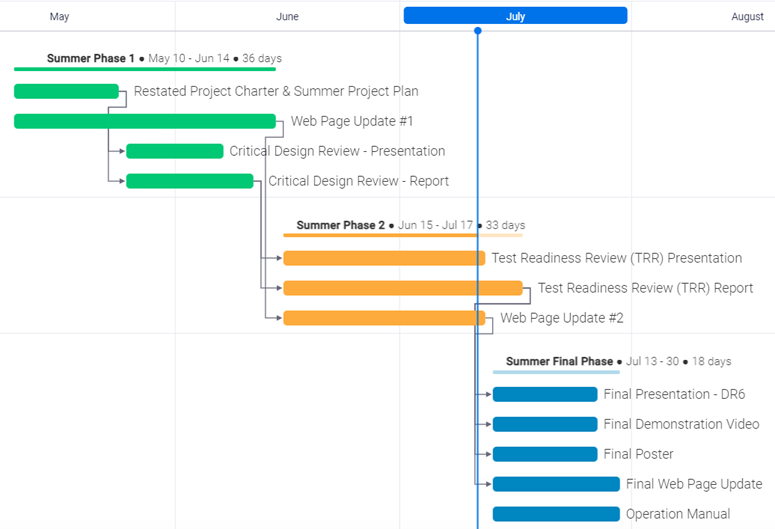 May June July August
Summer Phase 1 ● May 10 - Jun 14 ● 36 days
Restated Project Charter & Summer Project Plan
Web Page Update #1
Critical Design Review - Presentation
Critical Design Review - Report
Summer Phase 2 ● Jun 15 - Jul 17 ● 33 days
Test Readiness Review (TRR) Presentation
Test Readiness Review (TRR) Report
Web Page Update #2
Summer Final Phase ● Jul 13 - 30 ● 18 days
Final Presentation - DR6
Final Demonstration Video
Final Poster
Final Web Page Update
Operation Manual